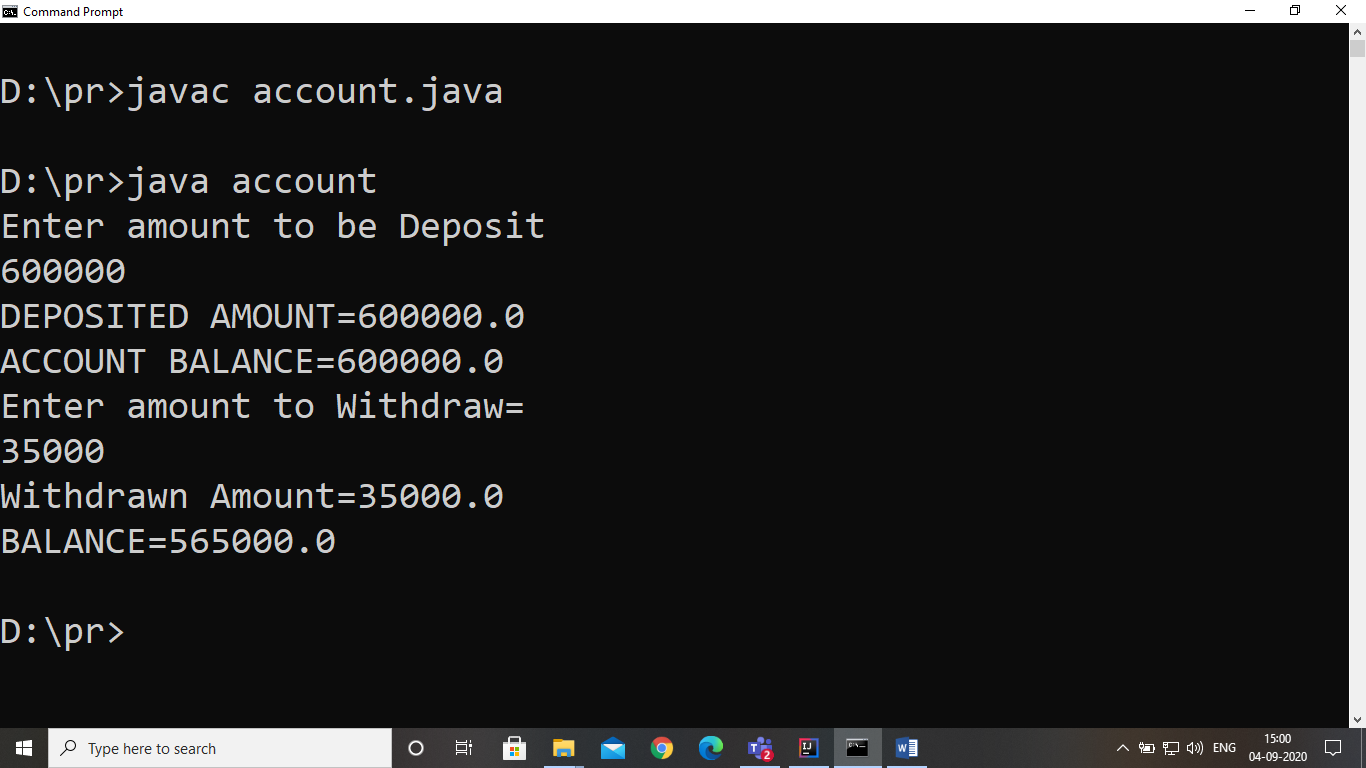 Command Prompt
D:\pr>javac account.java
D:\pr>java account
Enter amount to be Deposit
600000
DEPOSITED AMOUNT=600000.0
ACCOUNT BALANCE=600000.0
Enter amount to Withdraw=
35000
Withdrawn Amount=35000.0
BALANCE=565000.0
D:\pr>
Type here to search
2
ENG
15:00
04-09-2020